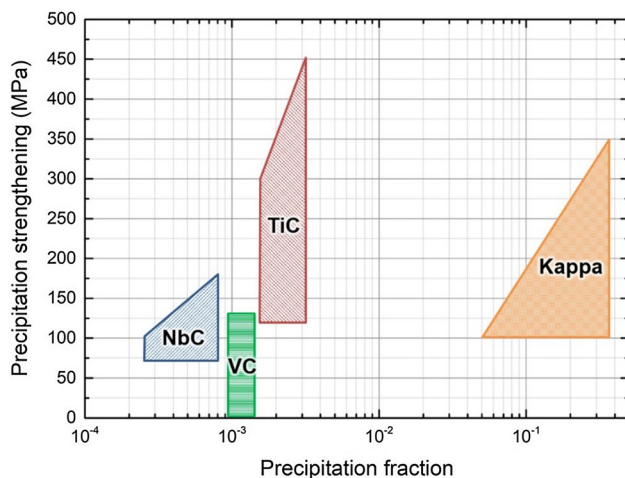 Precipitation strengthening (MPa)
500
450
400
350
300
250
200
150
100
50
0
TiC
Kappa
NbC
VC
10⁻⁴
10⁻³
10⁻²
10⁻¹
Precipitation fraction